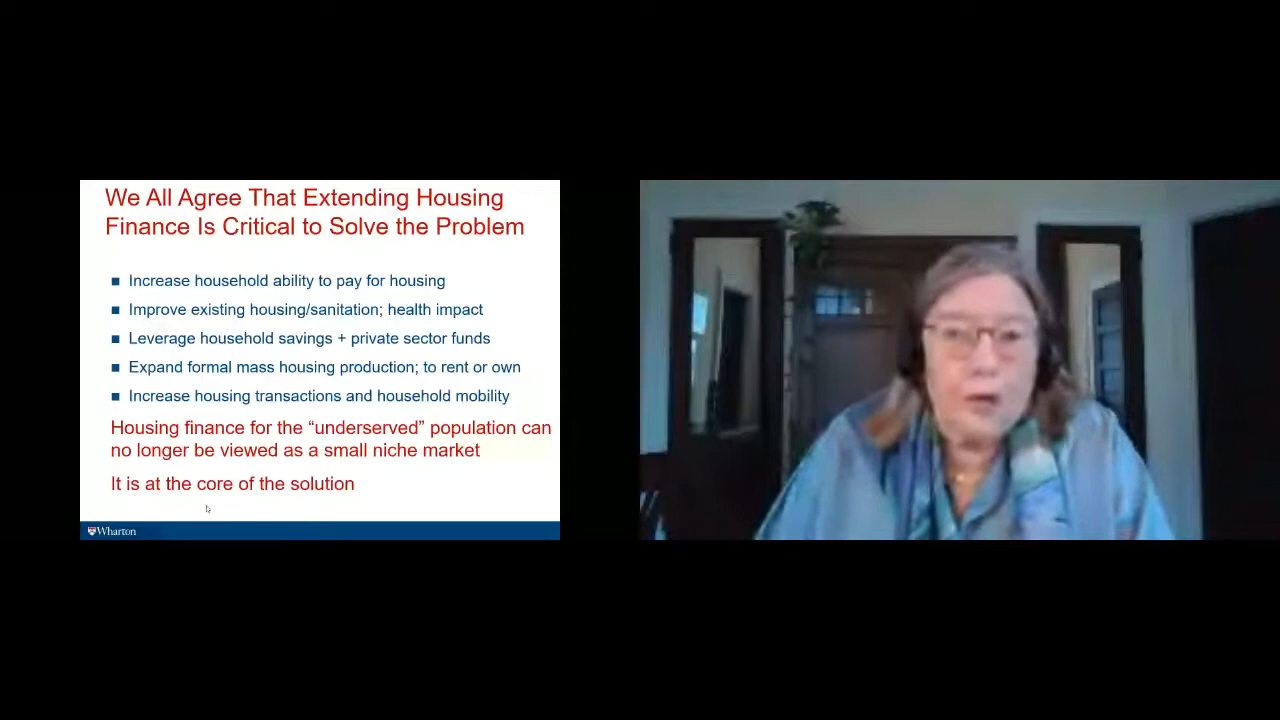 We All Agree That Extending Housing
Finance Is Critical to Solve the Problem
Increase household ability to pay for housing
Improve existing housing/sanitation; health impact
Leverage household savings + private sector funds
Expand formal mass housing production; to rent or own
Increase housing transactions and household mobility
Housing finance for the “underserved” population can
no longer be viewed as a small niche market
It is at the core of the solution
Wharton